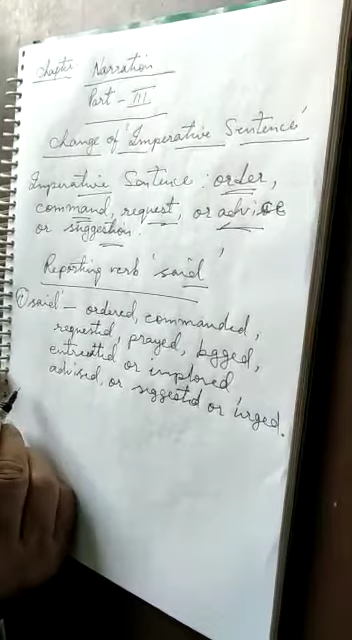 Chapter Narration
Part - III
Change of 'Imperative Sentence'
Imperative Sentence : order,
command, request, or advice
or suggestion.
Reporting verb 'said'
① said' - ordered, commanded,
requested, prayed, begged,
entreated or implored
advised, or suggested or urged.